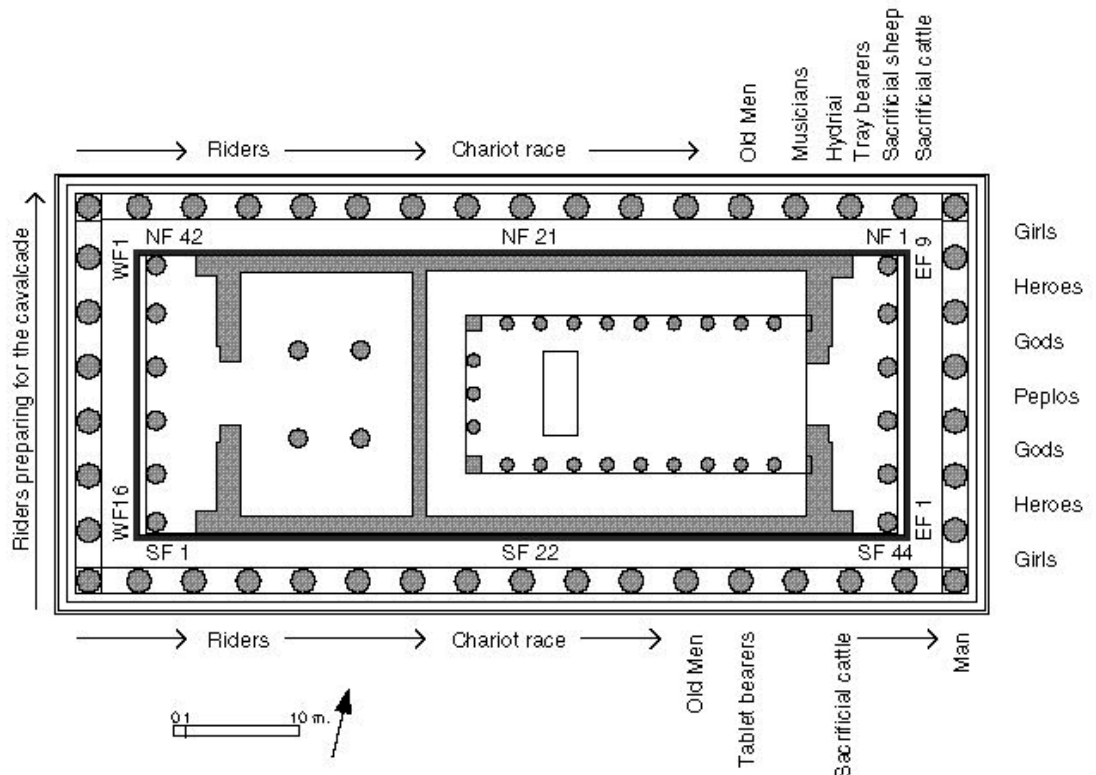 Old Men
Musicians
Hydriai
Tray bearers
Sacrificial sheep
Sacrificial cattle
Riders
Chariot race
Riders preparing for the cavalcade
WF1
NF 42
NF 21
NF 1
EF 9
Girls
Heroes
Gods
Peplos
Gods
Heroes
Girls
WF16
SF 1
SF 22
SF 44
EF 1
Riders
Chariot race
Old Men
Tablet bearers
Sacrificial cattle
Man
0 1 10 m.